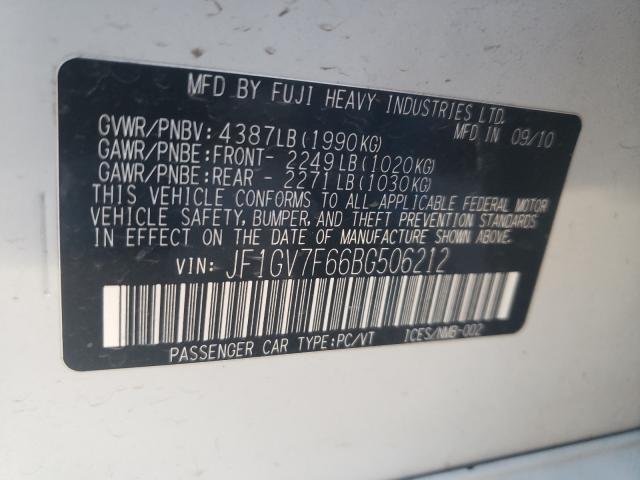 MFD BY FUJI HEAVY INDUSTRIES LTD.
MFD IN 09/10
GVWR/PNBV: 4387LB(1990KG)
GAWR/PNBE:FRONT- 2249LB(1020KG)
GAWR/PNBE:REAR - 2271LB(1030KG)
THIS VEHICLE CONFORMS TO ALL APPLICABLE FEDERAL MOTOR
VEHICLE SAFETY, BUMPER, AND THEFT PREVENTION STANDARDS
IN EFFECT ON THE DATE OF MANUFACTURE SHOWN ABOVE.
VIN: JF1GV7F66BG506212
PASSENGER CAR TYPE:PC/VT ICES/NMB-002